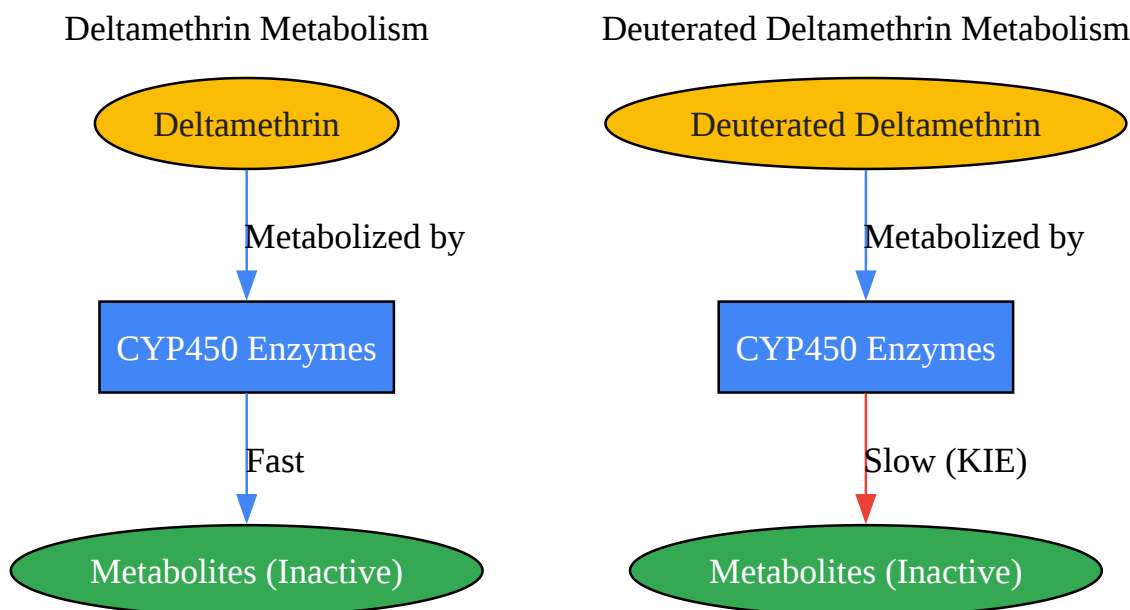 Deltamethrin Metabolism
Deltamethrin
Metabolized by
CYP450 Enzymes
Fast
Metabolites (Inactive)
Deuterated Deltamethrin Metabolism
Deuterated Deltamethrin
Metabolized by
CYP450 Enzymes
Slow (KIE)
Metabolites (Inactive)